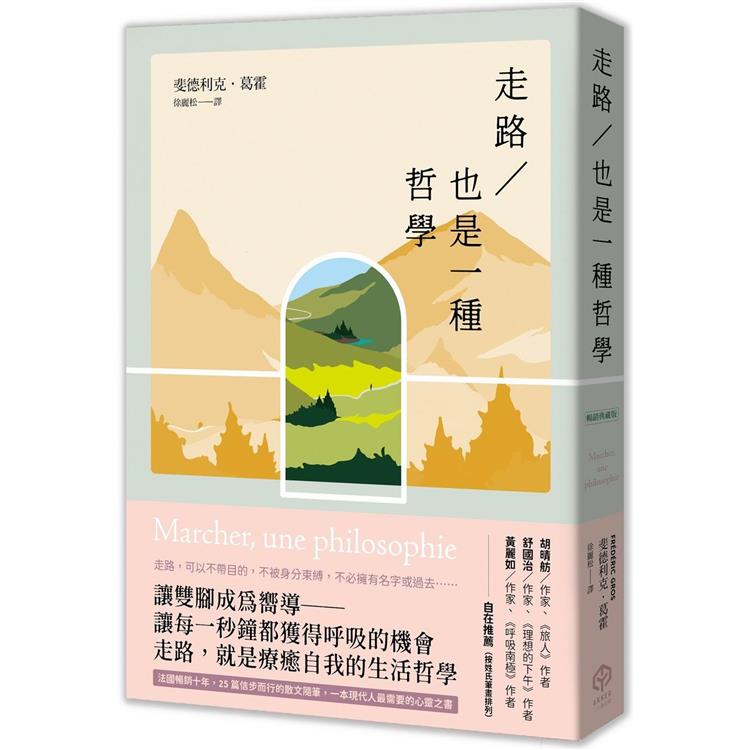 斐德利克・葛霍
徐麗松——譯
走路／
也是一種
哲學
Marcher, une philosophie
走路，可以不帶目的，不被身分束縛，不必擁有名字或過去……
讓雙腳成爲嚮導——
讓每一秒鐘都獲得呼吸的機會
走路，就是療癒自我的生活哲學
法國暢銷十年，25篇信步而行的散文隨筆，一本現代人最需要的心靈之書
胡晴舫／作家、《旅人》作者
舒國治／作家、《理想的下午》作者
黃麗如／作家、《呼吸南極》作者
——自在推薦（按姓氏筆畫排列）
走路／也是一種哲學
暢銷典藏版
Marcher,
une
philosophie
FRÉDÉRIC GROS
斐德利克・葛霍
徐麗松——譯